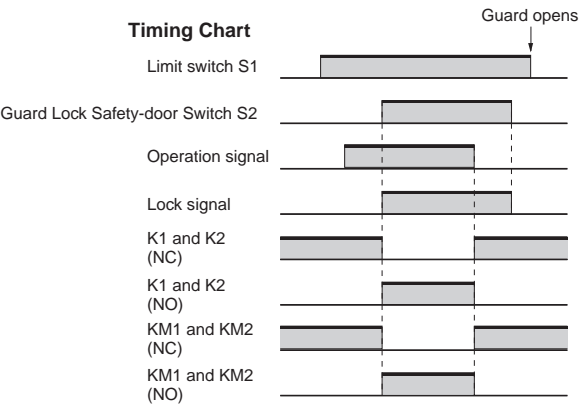 Guard opens
Timing Chart
Limit switch S1
Guard Lock Safety-door Switch S2
Operation signal
Lock signal
K1 and K2
(NC)
K1 and K2
(NO)
KM1 and KM2
(NC)
KM1 and KM2
(NO)